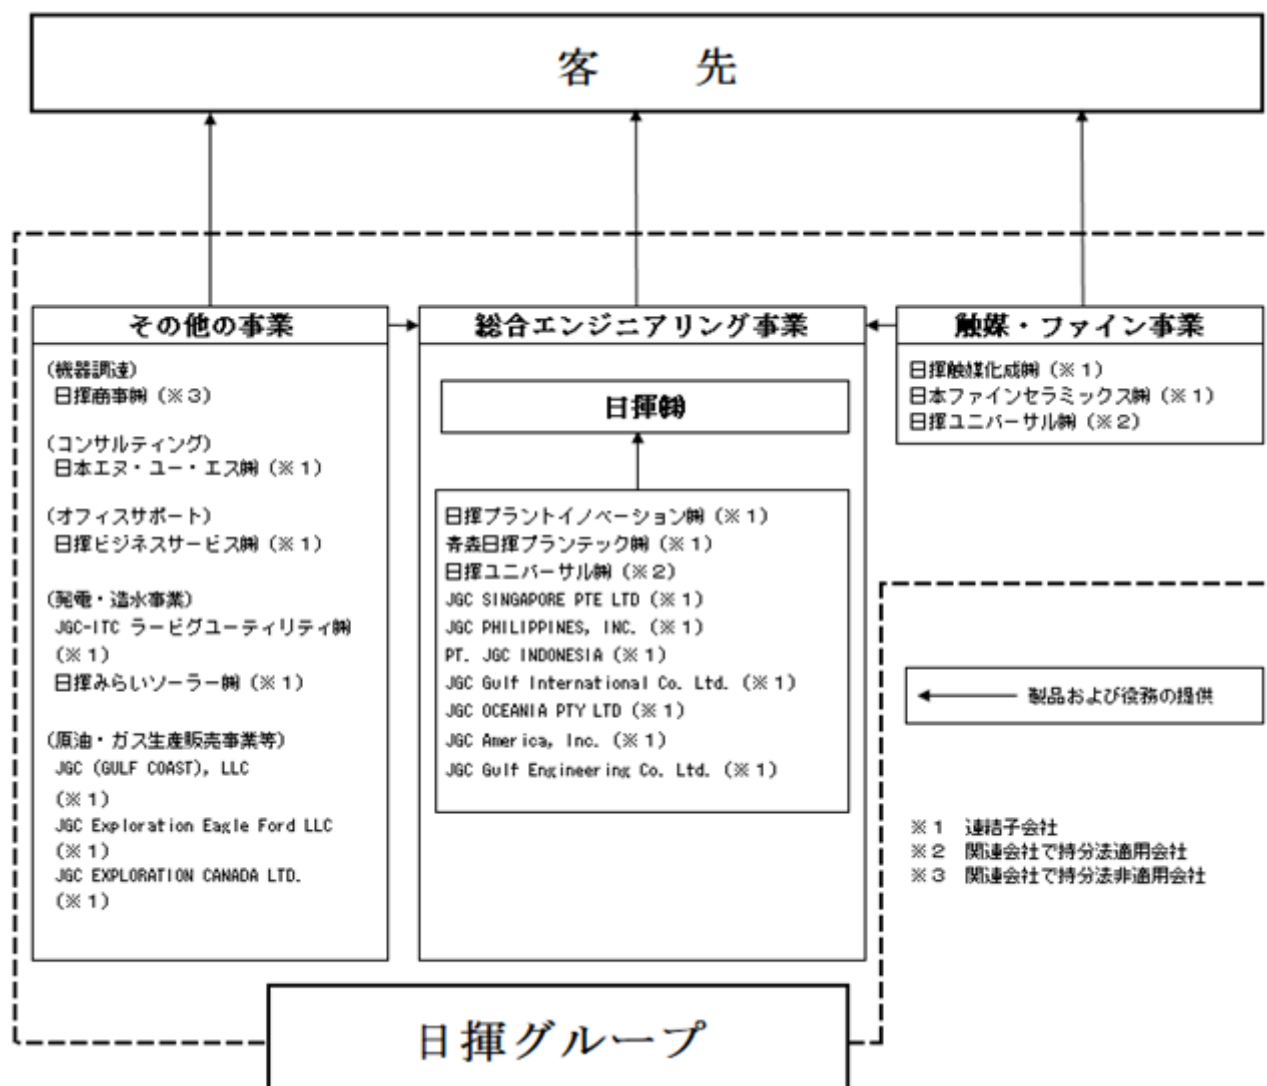 客　　先
その他の事業
(機器調達)
日揮商事㈱(※3)
(コンサルティング)
日本エヌ・ユー・エス㈱(※1)
(オフィスサポート)
日揮ビジネスサービス㈱(※1)
(発電・造水事業)
JGC-ITC ラービグユーティリティ㈱
(※1)
日揮みらいソーラー㈱(※1)
(原油・ガス生産販売事業等)
JGC (GULF COAST), LLC
(※1)
JGC Exploration Eagle Ford LLC
(※1)
JGC EXPLORATION CANADA LTD.
(※1)
総合エンジニアリング事業
日揮㈱
日揮プラントイノベーション㈱(※1)
青森日揮プランテック㈱(※1)
日揮ユニバーサル㈱(※2)
JGC SINGAPORE PTE LTD (※1)
JGC PHILIPPINES, INC. (※1)
PT. JGC INDONESIA (※1)
JGC Gulf International Co. Ltd. (※1)
JGC OCEANIA PTY LTD (※1)
JGC America, Inc. (※1)
JGC Gulf Engineering Co. Ltd. (※1)
触媒・ファイン事業
日揮触媒化成㈱(※1)
日本ファインセラミックス㈱(※1)
日揮ユニバーサル㈱(※2)
製品および役務の提供
※1　連結子会社
※2　関連会社で持分法適用会社
※3　関連会社で持分法非適用会社
日揮グループ